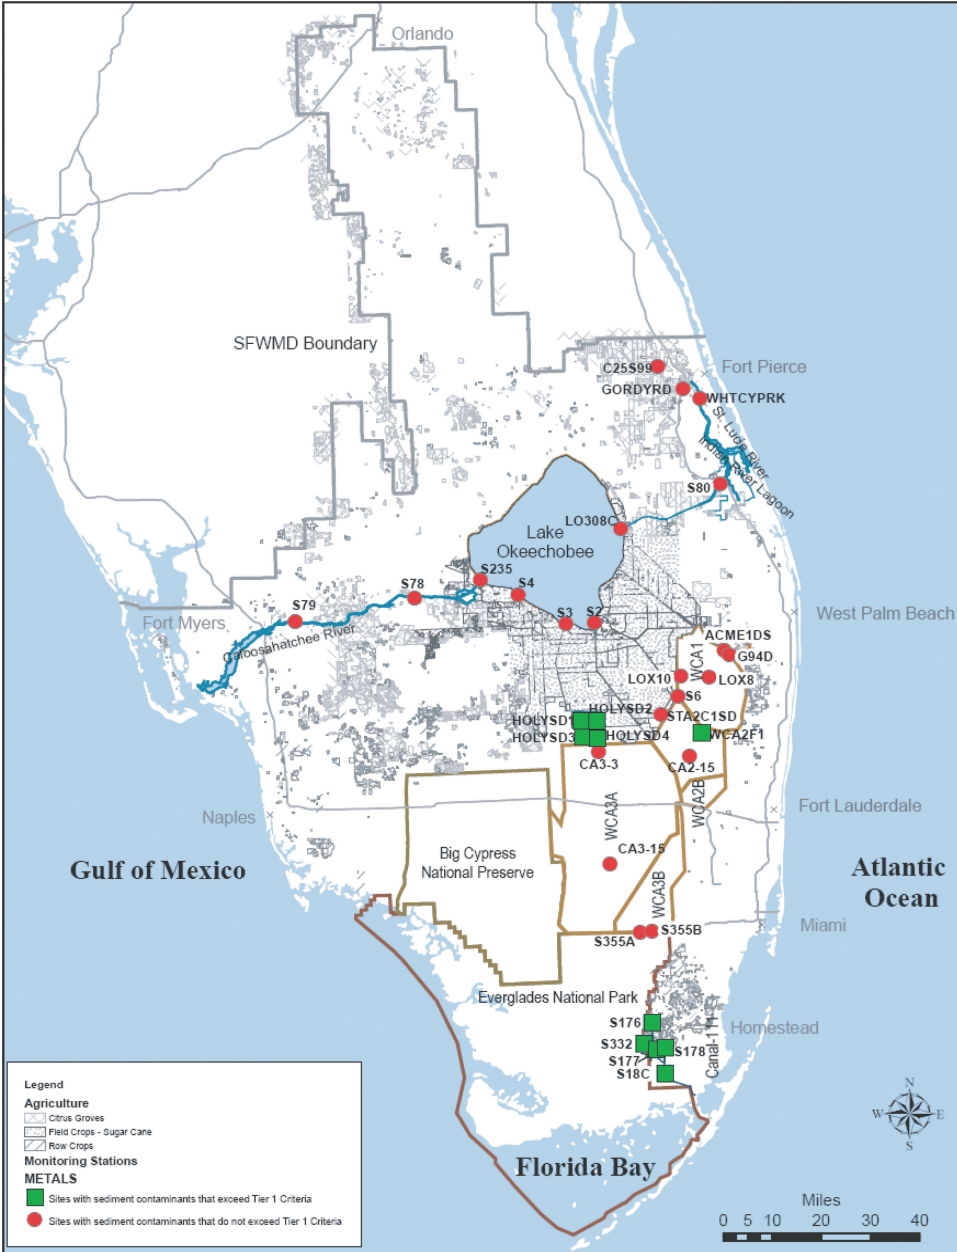 Orlando
SFWMD Boundary
C25S99
Fort Pierce
GORDYRD
WHTCYPRK
St. Lucie River
Indian River Lagoon
S80
LO308C
Lake
Okeechobee
S235
S78
S4
S79
S3
S2
Fort Myers
Caloosahatchee River
West Palm Beach
ACME1DS
G94D
WCA1
LOX10
LOX8
S6
HOLYSD2
STA2C1SD
HOLYSD1
HOLYSD3
HOLYSD4
WCA2F1
CA3-3
CA2-15
WCA2B
WCA3A
Naples
Fort Lauderdale
Gulf of Mexico
Big Cypress
National Preserve
CA3-15
Atlantic
Ocean
WCA3B
S355A
S355B
Miami
Everglades National Park
S176
Homestead
Canal-111
S332
S177
S178
S18C
Florida Bay
Legend
Agriculture
Citrus Groves
Field Crops - Sugar Cane
Row Crops
Monitoring Stations
METALS
Sites with sediment contaminants that exceed Tier 1 Criteria
Sites with sediment contaminants that do not exceed Tier 1 Criteria
N
W E
S
Miles
0 5 10 20 30 40